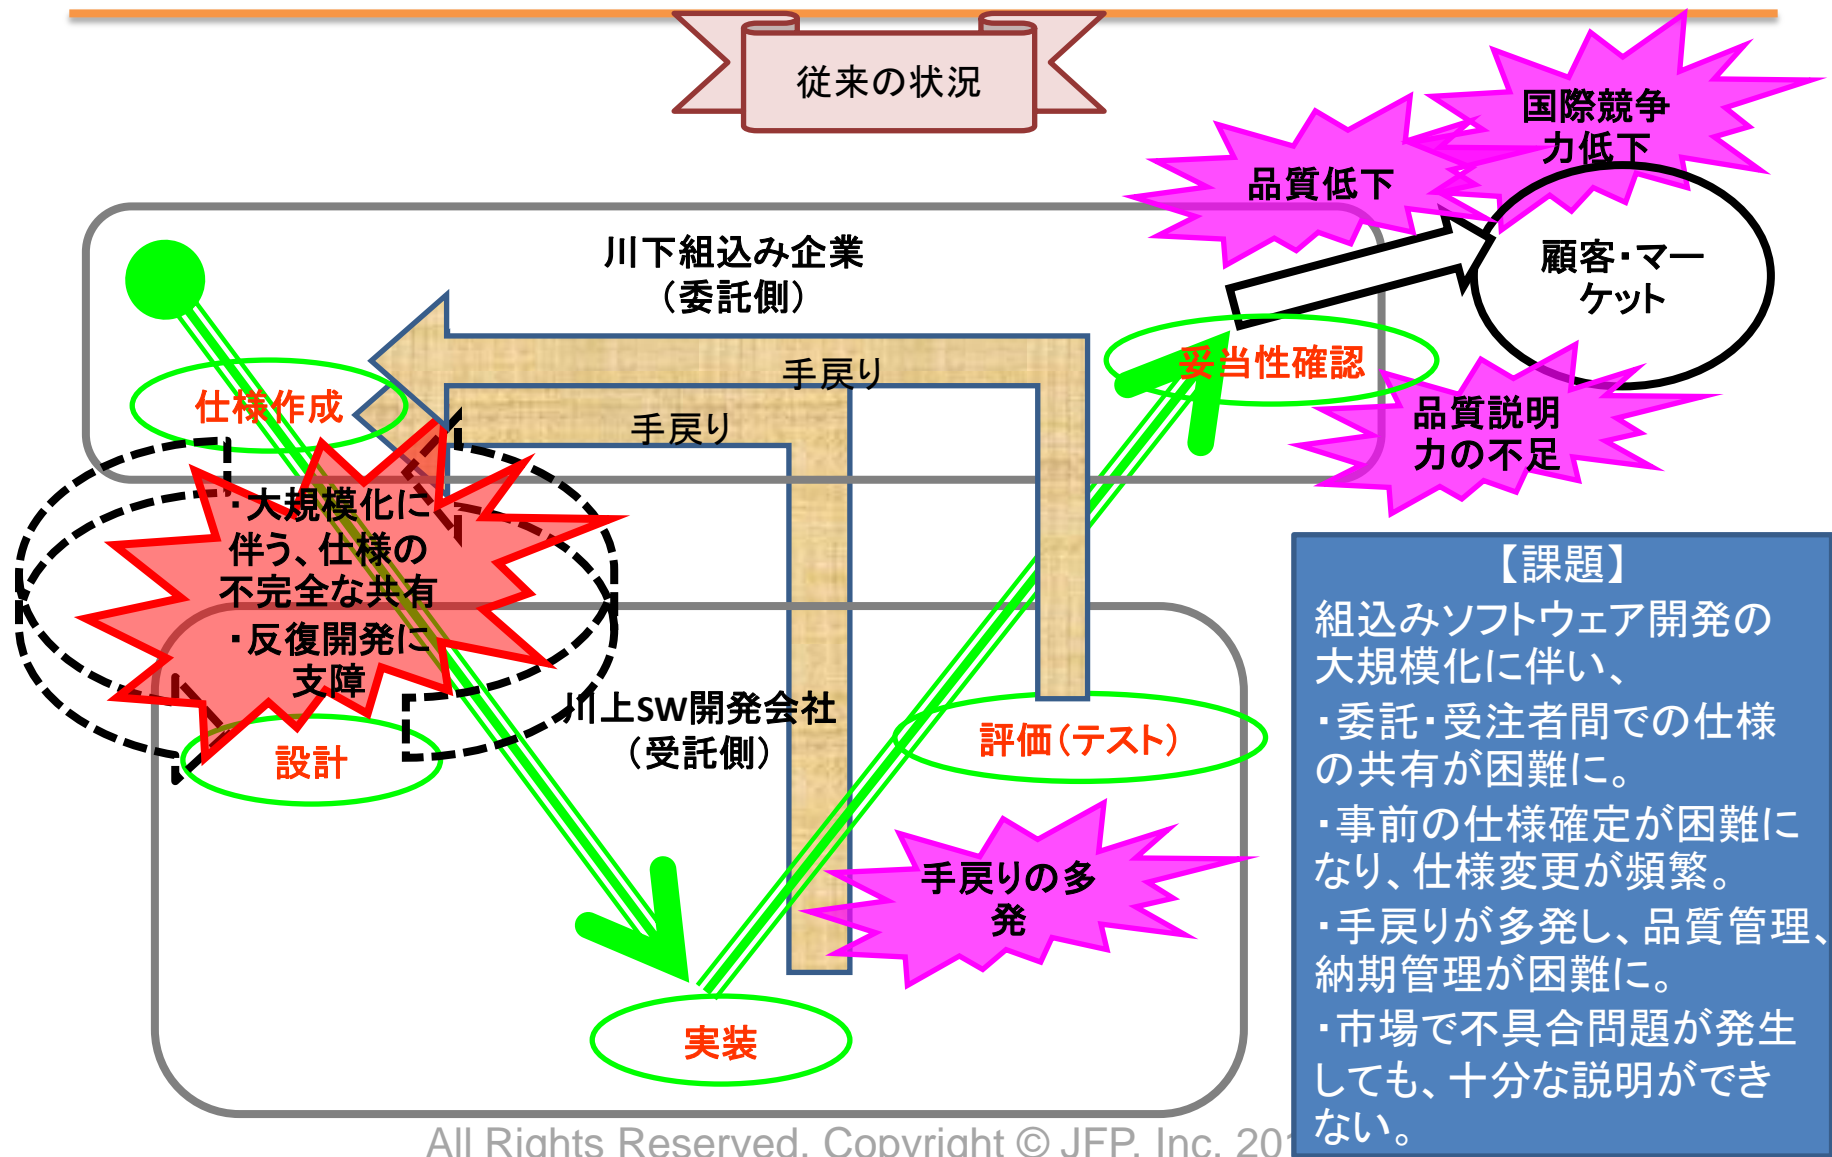 従来の状況
国際競争
力低下
品質低下
顧客・マー
ケット
川下組込み企業
（委託側）
手戻り
手戻り
妥当性確認
仕様作成
品質説明
力の不足
・大規模化に
伴う、仕様の
不完全な共有
・反復開発に
支障
川上SW開発会社
（受託側）
設計
評価（テスト）
手戻りの多
発
実装
【課題】
組込みソフトウェア開発の
大規模化に伴い、
・委託・受注者間での仕様
の共有が困難に。
・事前の仕様確定が困難に
なり、仕様変更が頻繁。
・手戻りが多発し、品質管理、
納期管理が困難に。
・市場で不具合問題が発生
しても、十分な説明ができ
ない。
All Rights Reserved. Copyright © JFP, Inc. 20